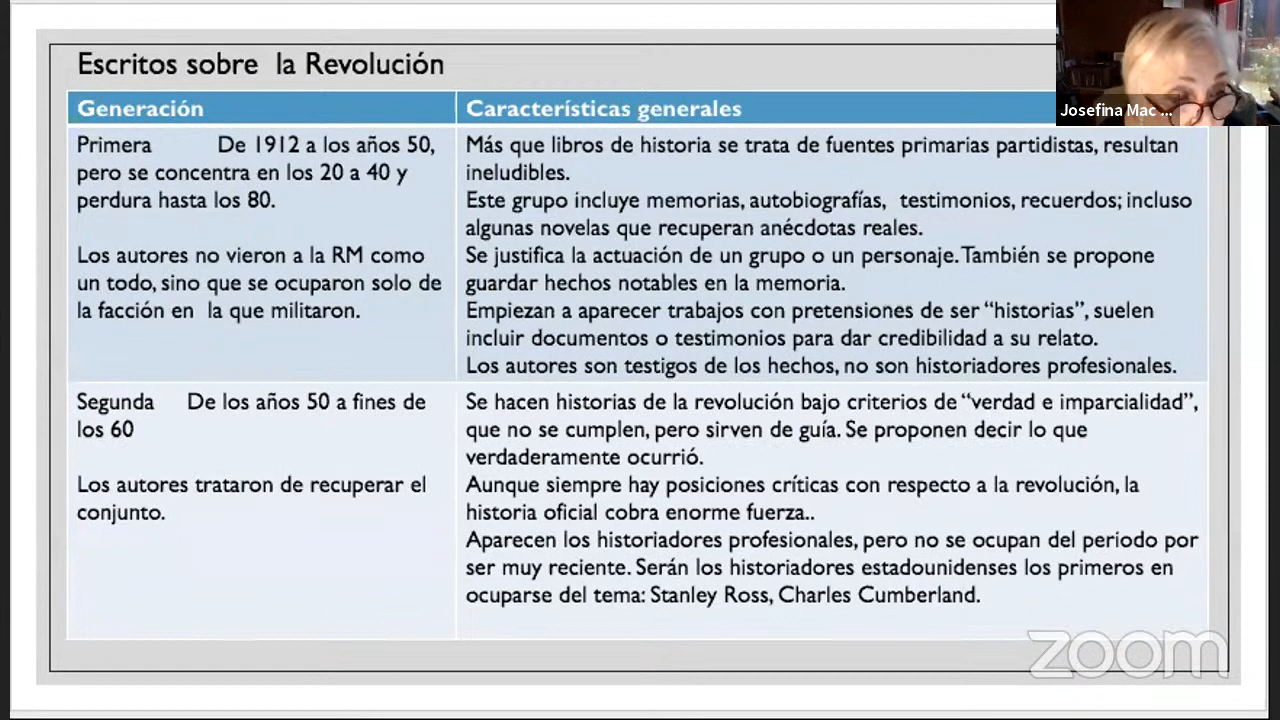 Escritos sobre  la Revolución
Generación
Características generales
Primera          De 1912 a los años 50,
pero se concentra en los 20 a 40 y
perdura hasta los 80.
Los autores no vieron a la RM como
un todo, sino que se ocuparon solo de
la facción en  la que militaron.
Más que libros de historia se trata de fuentes primarias partidistas, resultan
ineludibles.
Este grupo incluye memorias, autobiografías,  testimonios, recuerdos; incluso
algunas novelas que recuperan anécdotas reales.
Se justifica la actuación de un grupo o un personaje. También se propone
guardar hechos notables en la memoria.
Empiezan a aparecer trabajos con pretensiones de ser “historias”, suelen
incluir documentos o testimonios para dar credibilidad a su relato.
Los autores son testigos de los hechos, no son historiadores profesionales.
Segunda     De los años 50 a fines de
los 60
Los autores trataron de recuperar el
conjunto.
Se hacen historias de la revolución bajo criterios de “verdad e imparcialidad”,
que no se cumplen, pero sirven de guía. Se proponen decir lo que
verdaderamente ocurrió.
Aunque siempre hay posiciones críticas con respecto a la revolución, la
historia oficial cobra enorme fuerza..
Aparecen los historiadores profesionales, pero no se ocupan del periodo por
ser muy reciente. Serán los historiadores estadounidenses los primeros en
ocuparse del tema: Stanley Ross, Charles Cumberland.
Josefina Mac ...
zoom